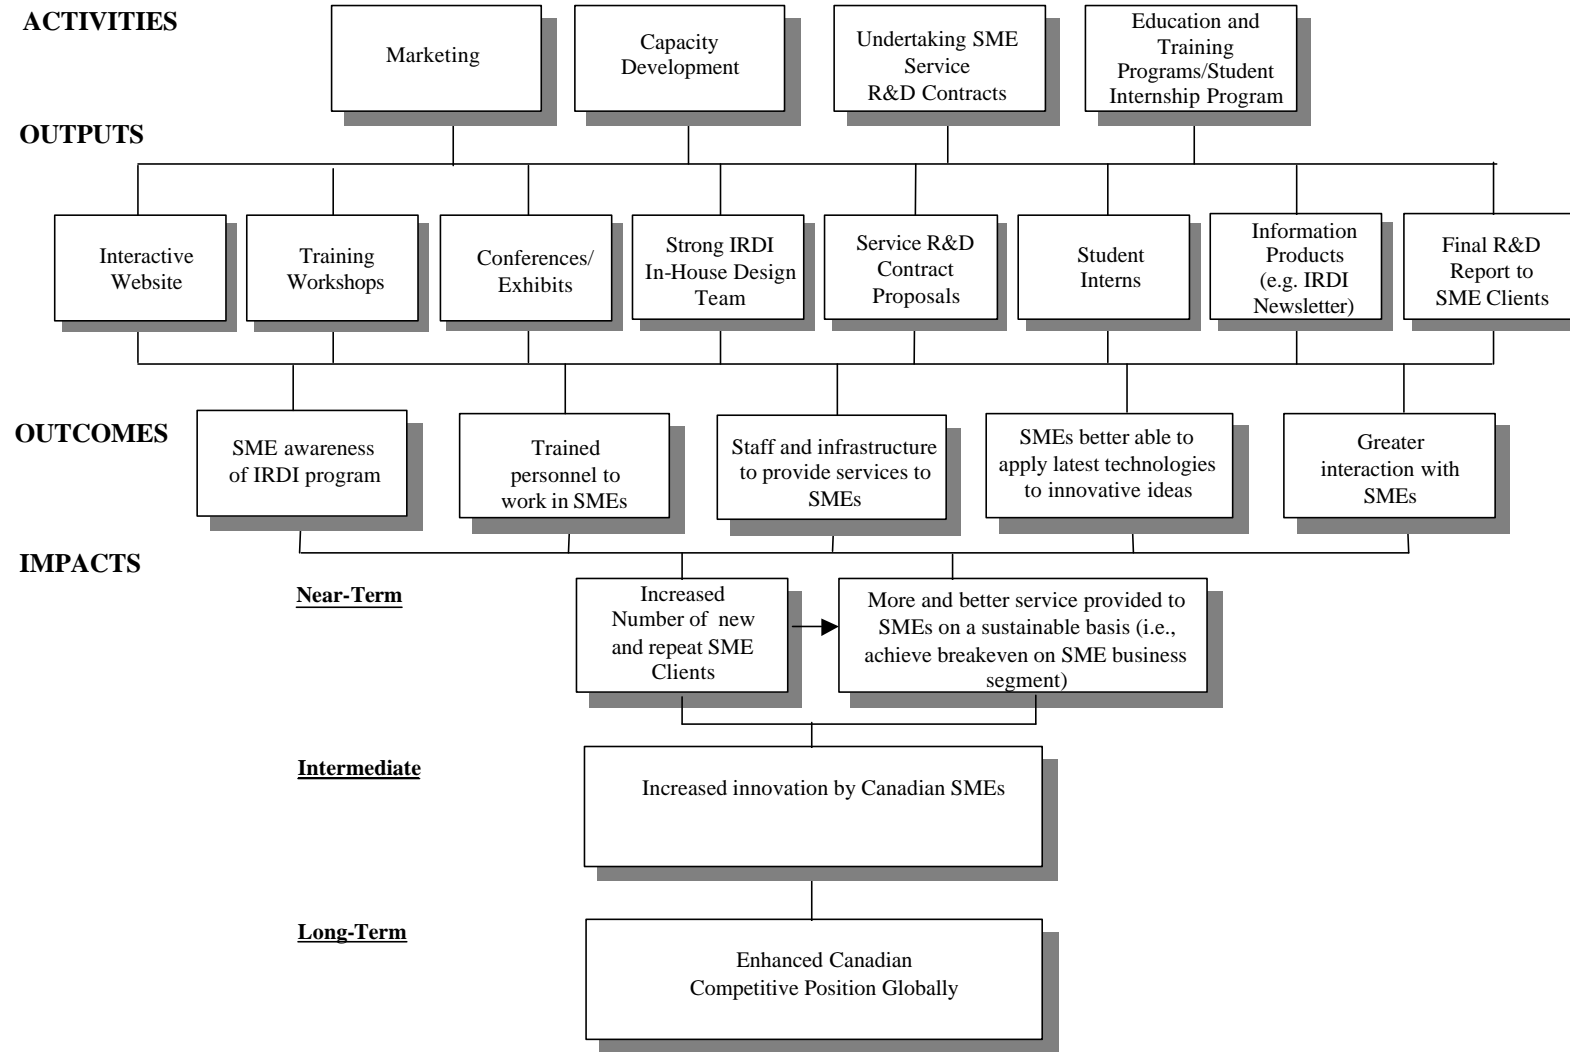 ACTIVITIES
Marketing
Capacity
Development
Undertaking SME
Service
R&D Contracts
Education and
Training
Programs/Student
Internship Program
OUTPUTS
Interactive
Website
Training
Workshops
Conferences/
Exhibits
Strong IRDI
In-House Design
Team
Service R&D
Contract
Proposals
Student
Interns
Information
Products
(e.g. IRDI
Newsletter)
Final R&D
Report to
SME Clients
OUTCOMES
SME awareness
of IRDI program
Trained
personnel to
work in SMEs
Staff and infrastructure
to provide services to
SMEs
SMEs better able to
apply latest technologies
to innovative ideas
Greater
interaction with
SMEs
IMPACTS
Near-Term
Increased
Number of new
and repeat SME
Clients
More and better service provided to
SMEs on a sustainable basis (i.e.,
achieve breakeven on SME business
segment)
Intermediate
Increased innovation by Canadian SMEs
Long-Term
Enhanced Canadian
Competitive Position Globally